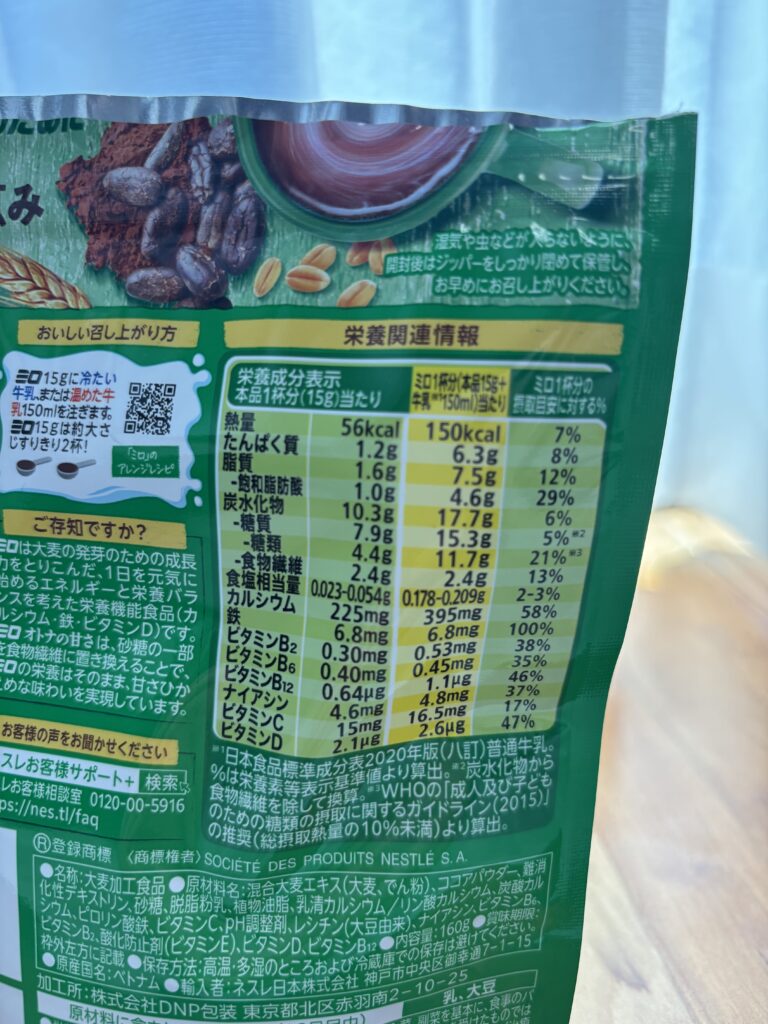 ために
み
湿気や虫などが入らないように、
開封後はジッパーをしっかり閉めて保管し、
お早めにお召し上がりください。
おいしい召し上がり方
ミロ15gに冷たい
牛乳、または温めた牛
乳150mlを注ぎます。
ミロ15gは約大さ
じすりきり2杯!
「ミロ」の
アレンジレシピ
ご存知ですか?
ミロは大麦の発芽のための成長
力をとりこんだ、1日を元気に
始めるエネルギーと栄養バラ
ンスを考えた栄養機能食品(カ
ルシウム・鉄・ビタミンD)です。
ミロ オトナの甘さは、砂糖の一部
を食物繊維に置き換えることで、
ミロの栄養はそのまま、甘さひか
えめな味わいを実現しています。
お客様の声をお聞かせください
スレお客様サポート+ 検索
レお客様相談室 0120-00-5916
ps://nes.tl/faq
栄養関連情報
栄養成分表示
本品1杯分(15g)当たり
ミロ1杯分(本品15g+
牛乳※1150ml)当たり
ミロ1杯分の
摂取目安に対する%
熱量 56kcal 150kcal 7%
たんぱく質 1.2g 6.3g 8%
脂質 1.6g 7.5g 12%
-飽和脂肪酸 1.0g 4.6g 29%
炭水化物 10.3g 17.7g 6%
-糖質 7.9g 15.3g 5%※2
-糖類 4.4g 11.7g 21%※3
-食物繊維 2.4g 2.4g 13%
食塩相当量 0.023-0.054g 0.178-0.209g 2-3%
カルシウム 225mg 395mg 58%
鉄 6.8mg 6.8mg 100%
ビタミンB2 0.30mg 0.53mg 38%
ビタミンB6 0.40mg 0.45mg 35%
ビタミンB12 0.64μg 1.1μg 46%
ナイアシン 4.6mg 4.8mg 37%
ビタミンC 15mg 16.5mg 17%
ビタミンD 2.1μg 2.6μg 47%
※1日本食品標準成分表2020年版(八訂)普通牛乳。
%は栄養素等表示基準値より算出。※2炭水化物から
食物繊維を除して換算。※3WHOの「成人及び子ども
のための糖類の摂取に関するガイドライン(2015)」
の推奨(総摂取熱量の10%未満)より算出。
Ⓡ登録商標 〈商標権者〉SOCIÉTÉ DES PRODUITS NESTLÉ S.A.
●名称:大麦加工食品 ●原材料名:混合大麦エキス(大麦、でん粉)、ココアパウダー、難消
化性デキストリン、砂糖、脱脂粉乳、植物油脂、乳清カルシウム/リン酸カルシウム、炭酸カル
シウム、ピロリン酸鉄、ビタミンC、pH調整剤、レシチン(大豆由来)、ナイアシン、ビタミンB6、
ビタミンB2、酸化防止剤(ビタミンE)、ビタミンD、ビタミンB12 ●内容量:160g ●賞味期限:
枠外左方に記載 ●保存方法:高温・多湿のところおよび冷蔵庫での保存は避けてください。
●原産国名:ベトナム ●輸入者:ネスレ日本株式会社 神戸市中央区御幸通7-1-15
加工所:株式会社DNP包装 東京都北区赤羽南2-10-25
乳、大豆